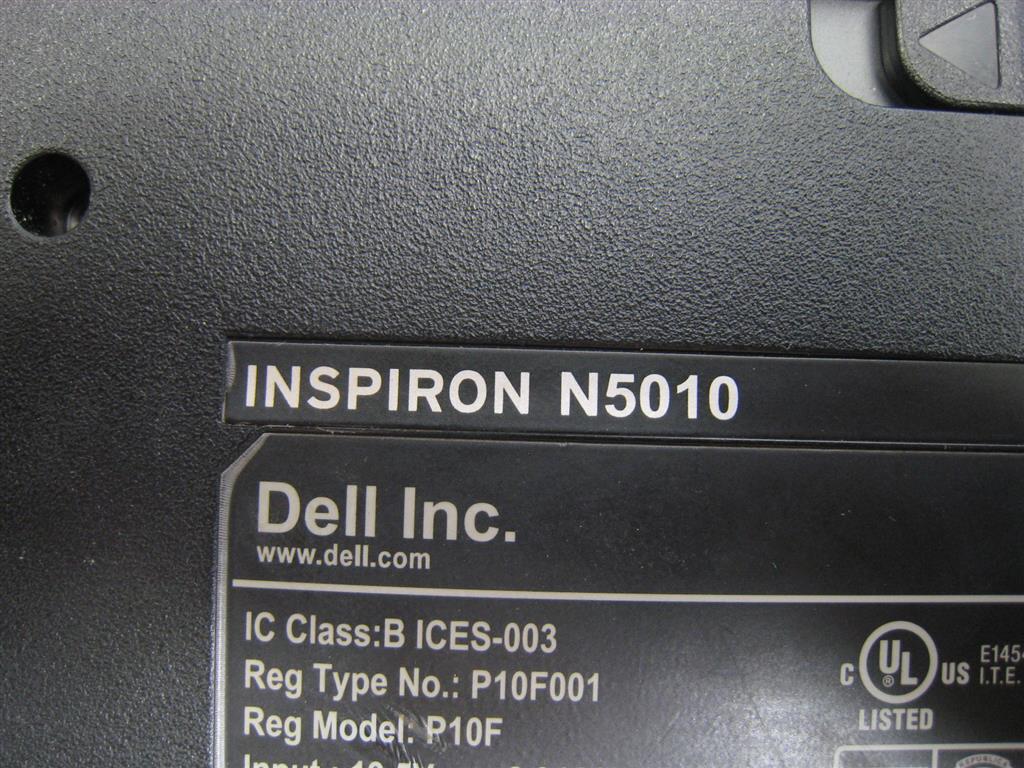 INSPIRON N5010
Dell Inc.
www.dell.com
IC Class:B ICES-003
Reg Type No.: P10F001
Reg Model: P10F
C UL ® US
LISTED
I.T.E.